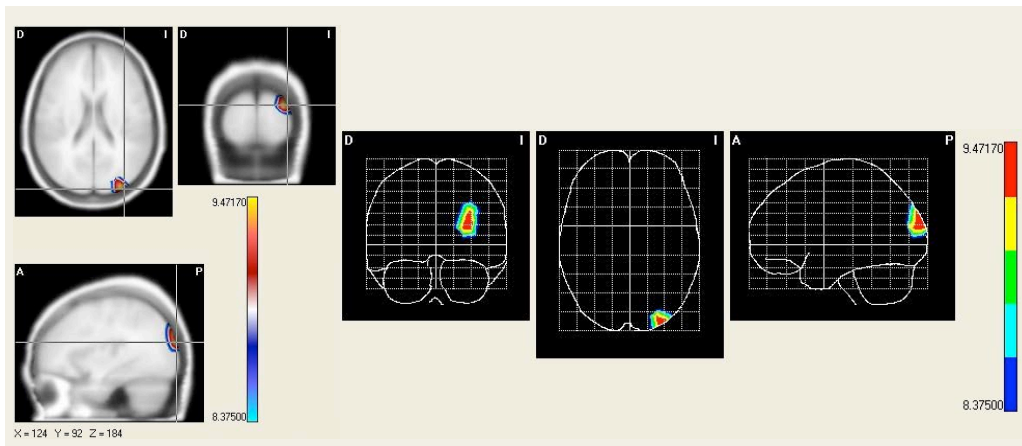 D I
D I
D I
D I
A P
9.47170
9.47170
A P
8.37500
8.37500
X = 124 Y = 92 Z = 184